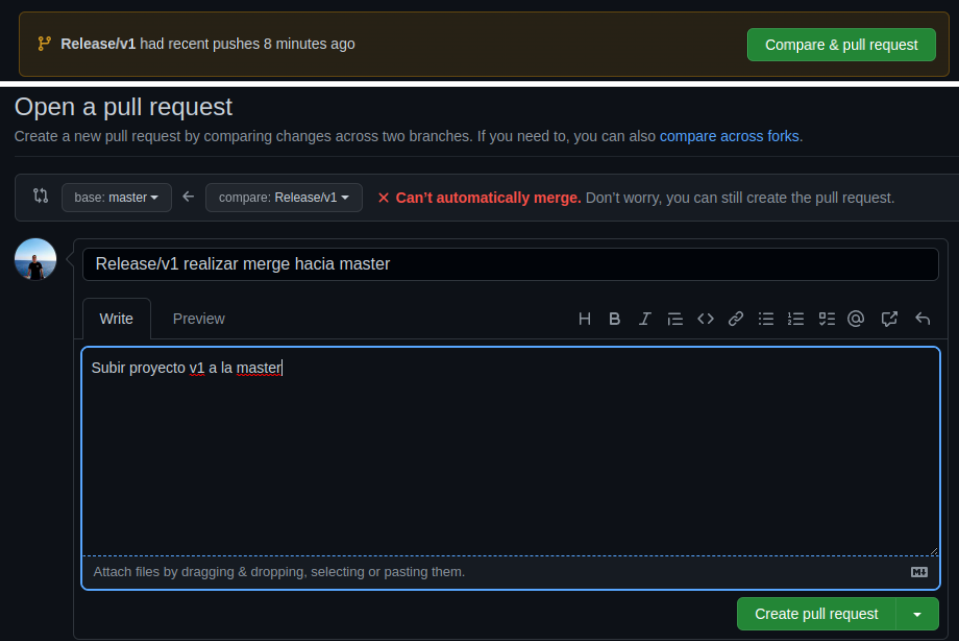 Release/v1 had recent pushes 8 minutes ago
Compare & pull request
Open a pull request
Create a new pull request by comparing changes across two branches. If you need to, you can also compare across forks.
base: master
compare: Release/v1
Can't automatically merge. Don't worry, you can still create the pull request.
Release/v1 realizar merge hacia master
Write
Preview
Subir proyecto v1 a la master
Attach files by dragging & dropping, selecting or pasting them.
Create pull request